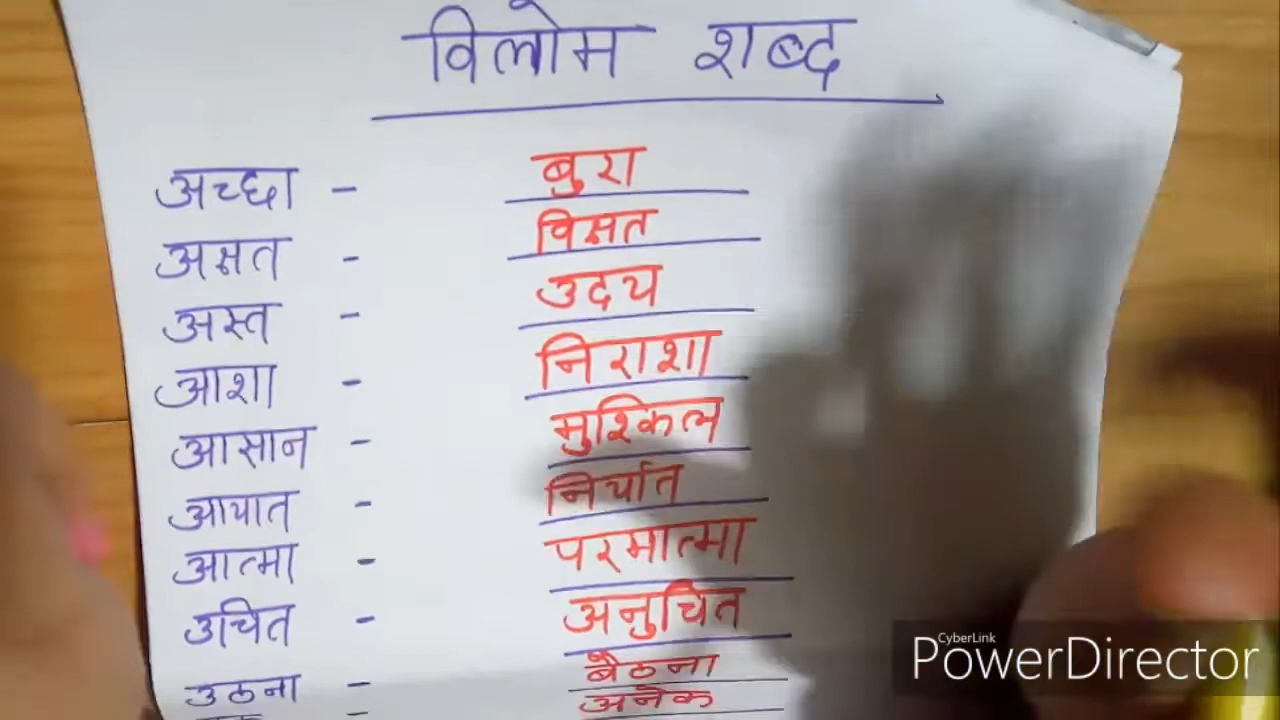 विलोम शब्द
अच्छा - बुरा
अक्षत - विक्षत
अस्त - उदय
आशा - निराशा
आसान - मुश्किल
आयात - निर्यात
आत्मा - परमात्मा
उचित - अनुचित
उठना - बैठना
- अनेक
CyberLink
PowerDirector